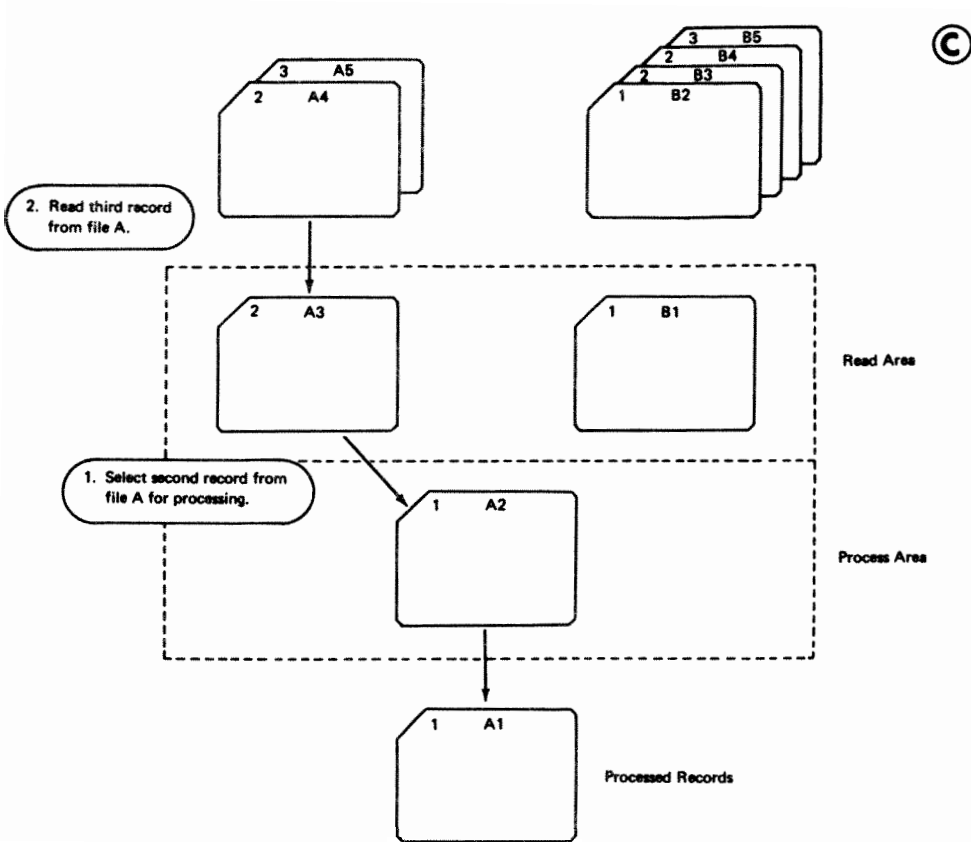 C
3 A5
2 A4
3 B5
2 B4
2 B3
1 B2
2. Read third record
from file A.
2 A3
1 B1
Read Area
1. Select second record from
file A for processing.
1 A2
Process Area
1 A1
Processed Records